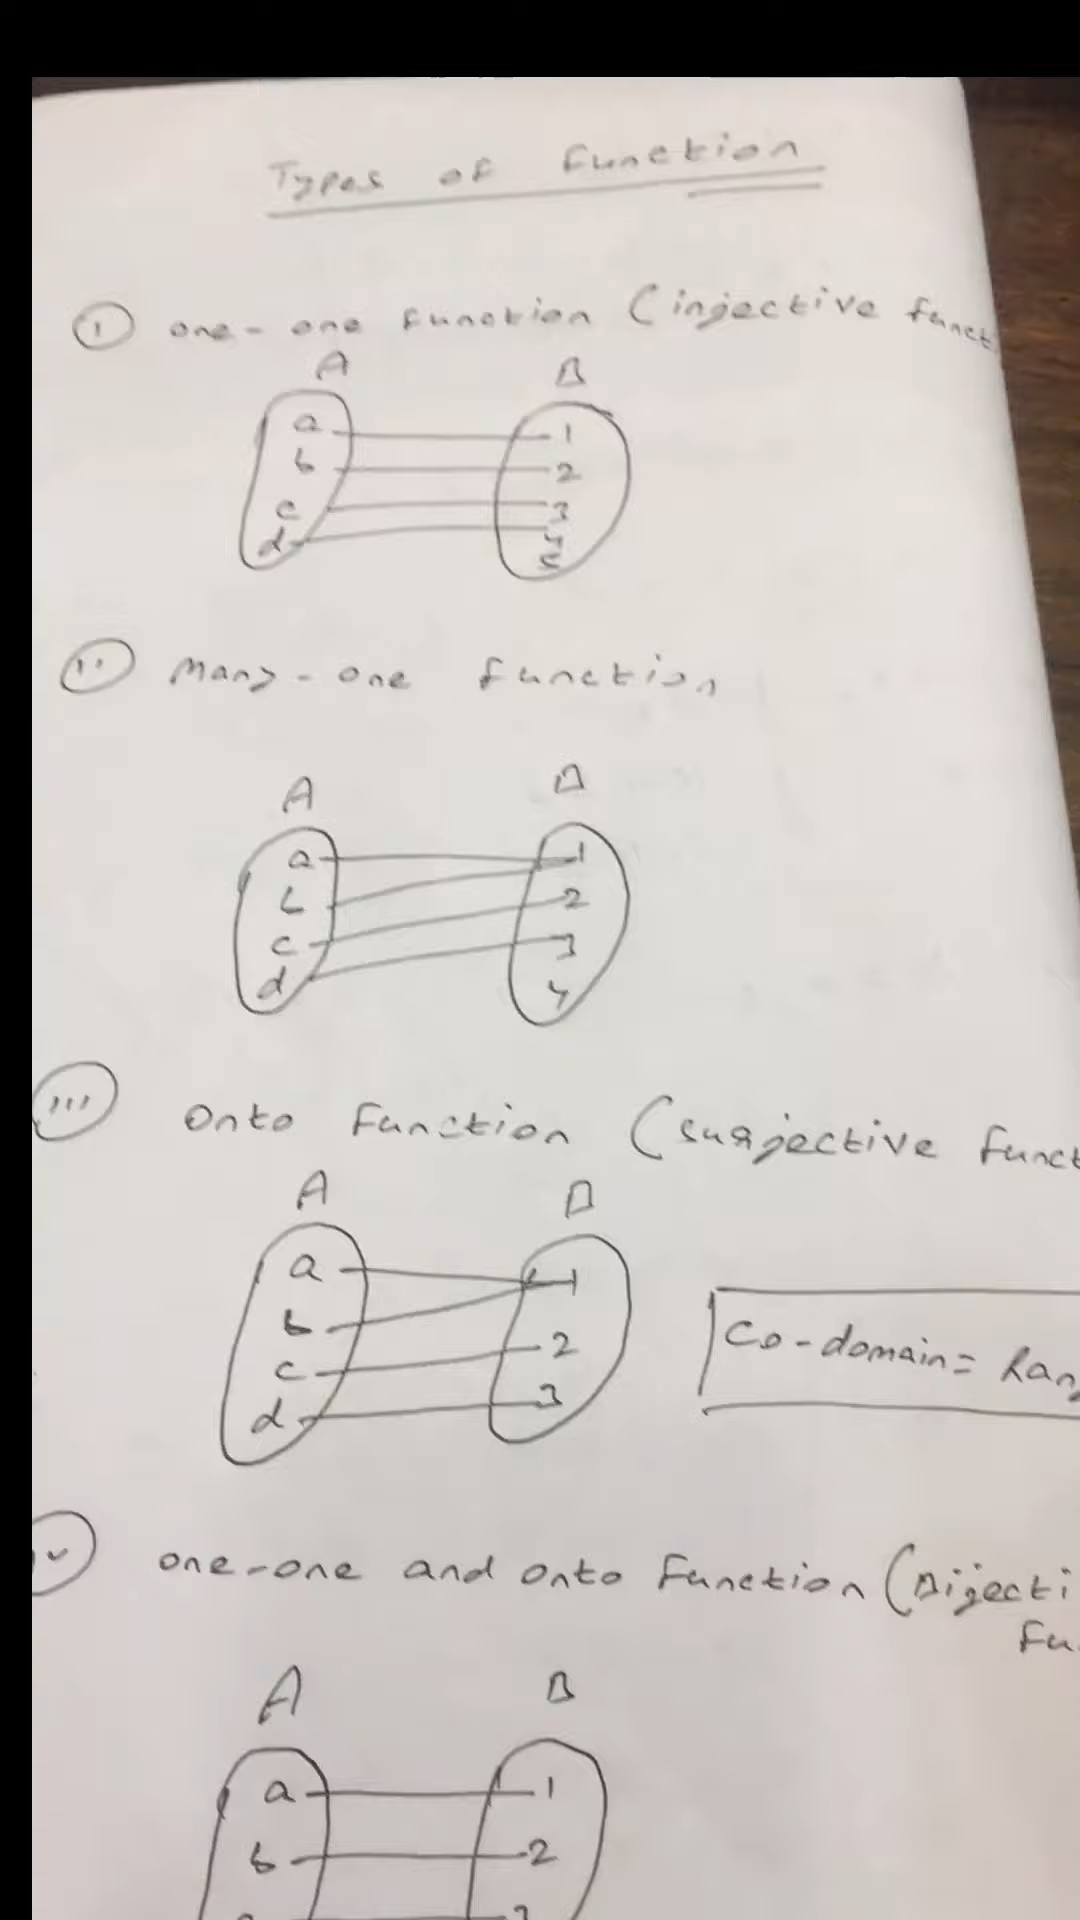 Types of Function
i one-one function (injective funct
A B
a 1
b 2
c 3
d 4
5
ii Many-one function
A B
a 1
b 2
c 3
d 4
iii Onto Function (surjective funct
A B
a 1
b 2
c 3
d
Co-domain = Rang
iv one-one and onto Function (Bijecti
Fu
A B
a 1
b 2